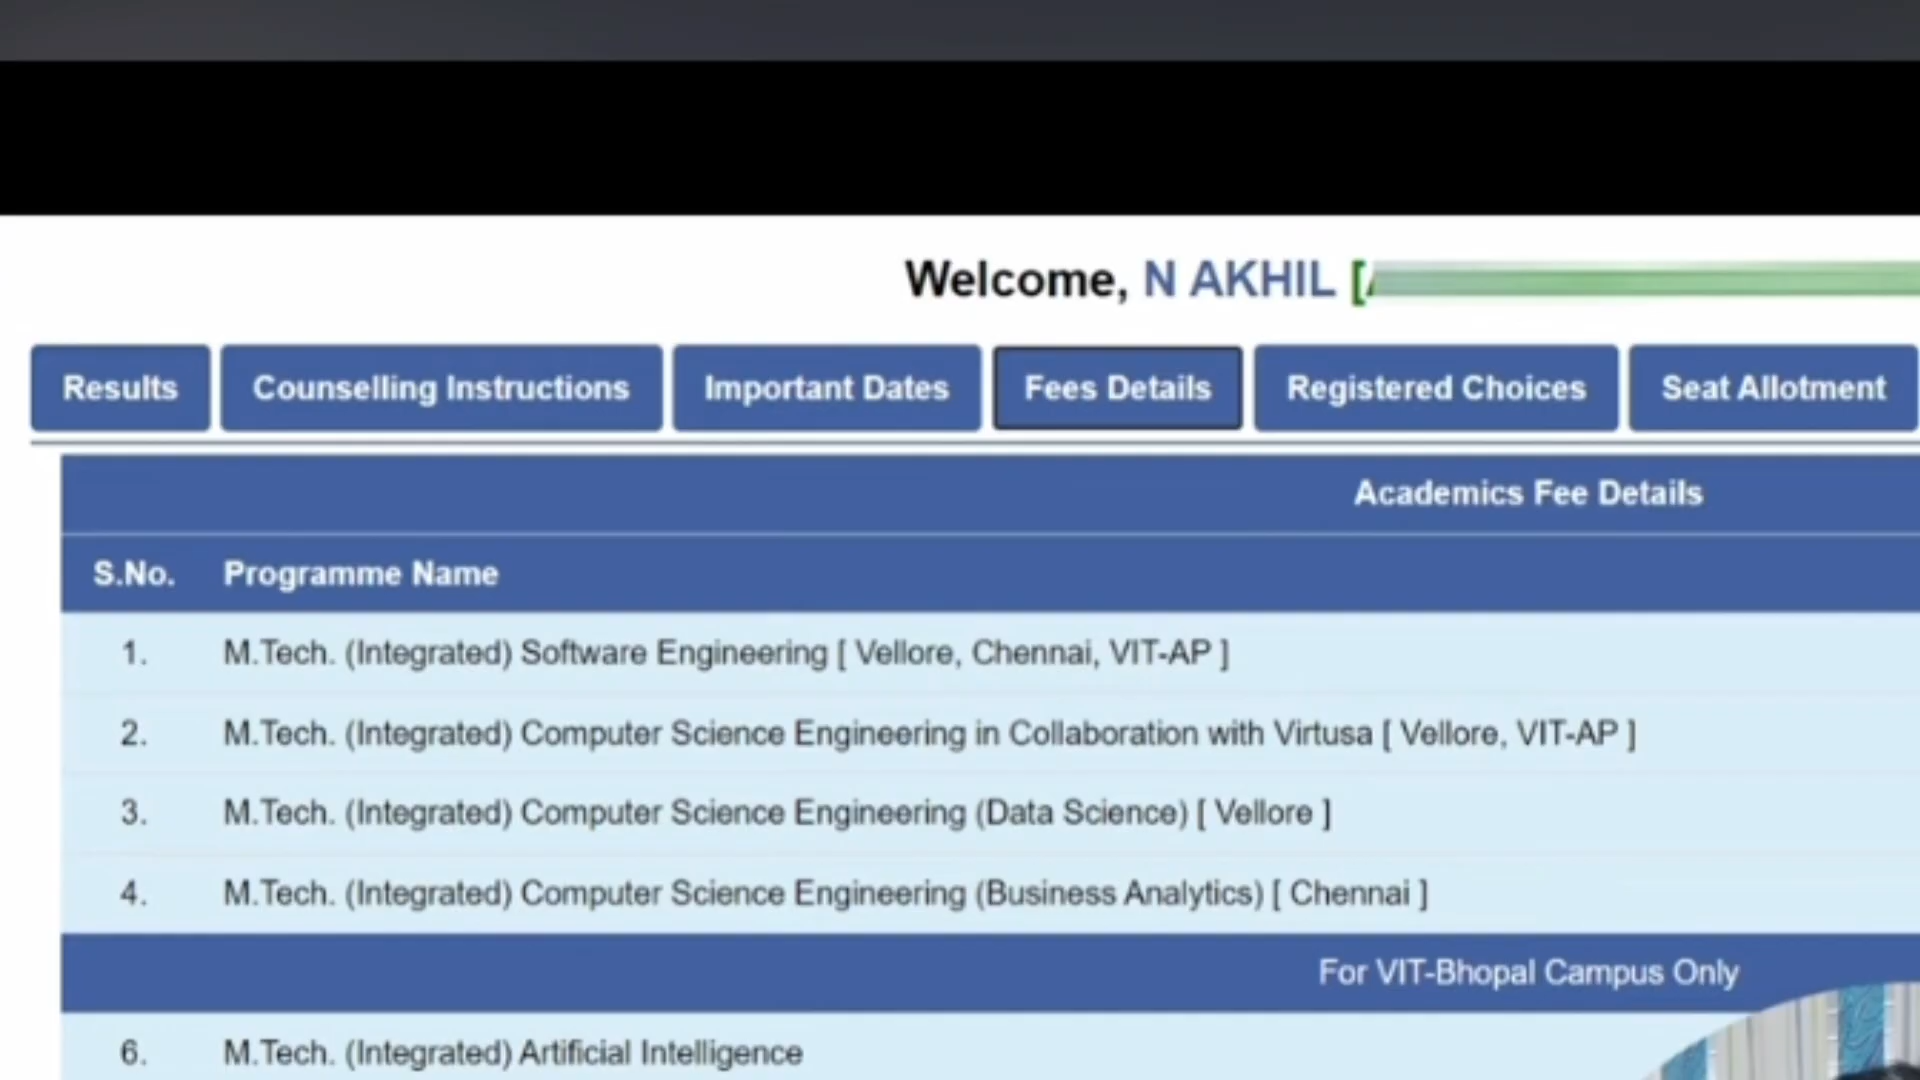 Welcome, N AKHIL [
Results Counselling Instructions Important Dates Fees Details Registered Choices Seat Allotment
Academics Fee Details
S.No. Programme Name
1. M.Tech. (Integrated) Software Engineering [ Vellore, Chennai, VIT-AP ]
2. M.Tech. (Integrated) Computer Science Engineering in Collaboration with Virtusa [ Vellore, VIT-AP ]
3. M.Tech. (Integrated) Computer Science Engineering (Data Science) [ Vellore ]
4. M.Tech. (Integrated) Computer Science Engineering (Business Analytics) [ Chennai ]
For VIT-Bhopal Campus Only
6. M.Tech. (Integrated) Artificial Intelligence